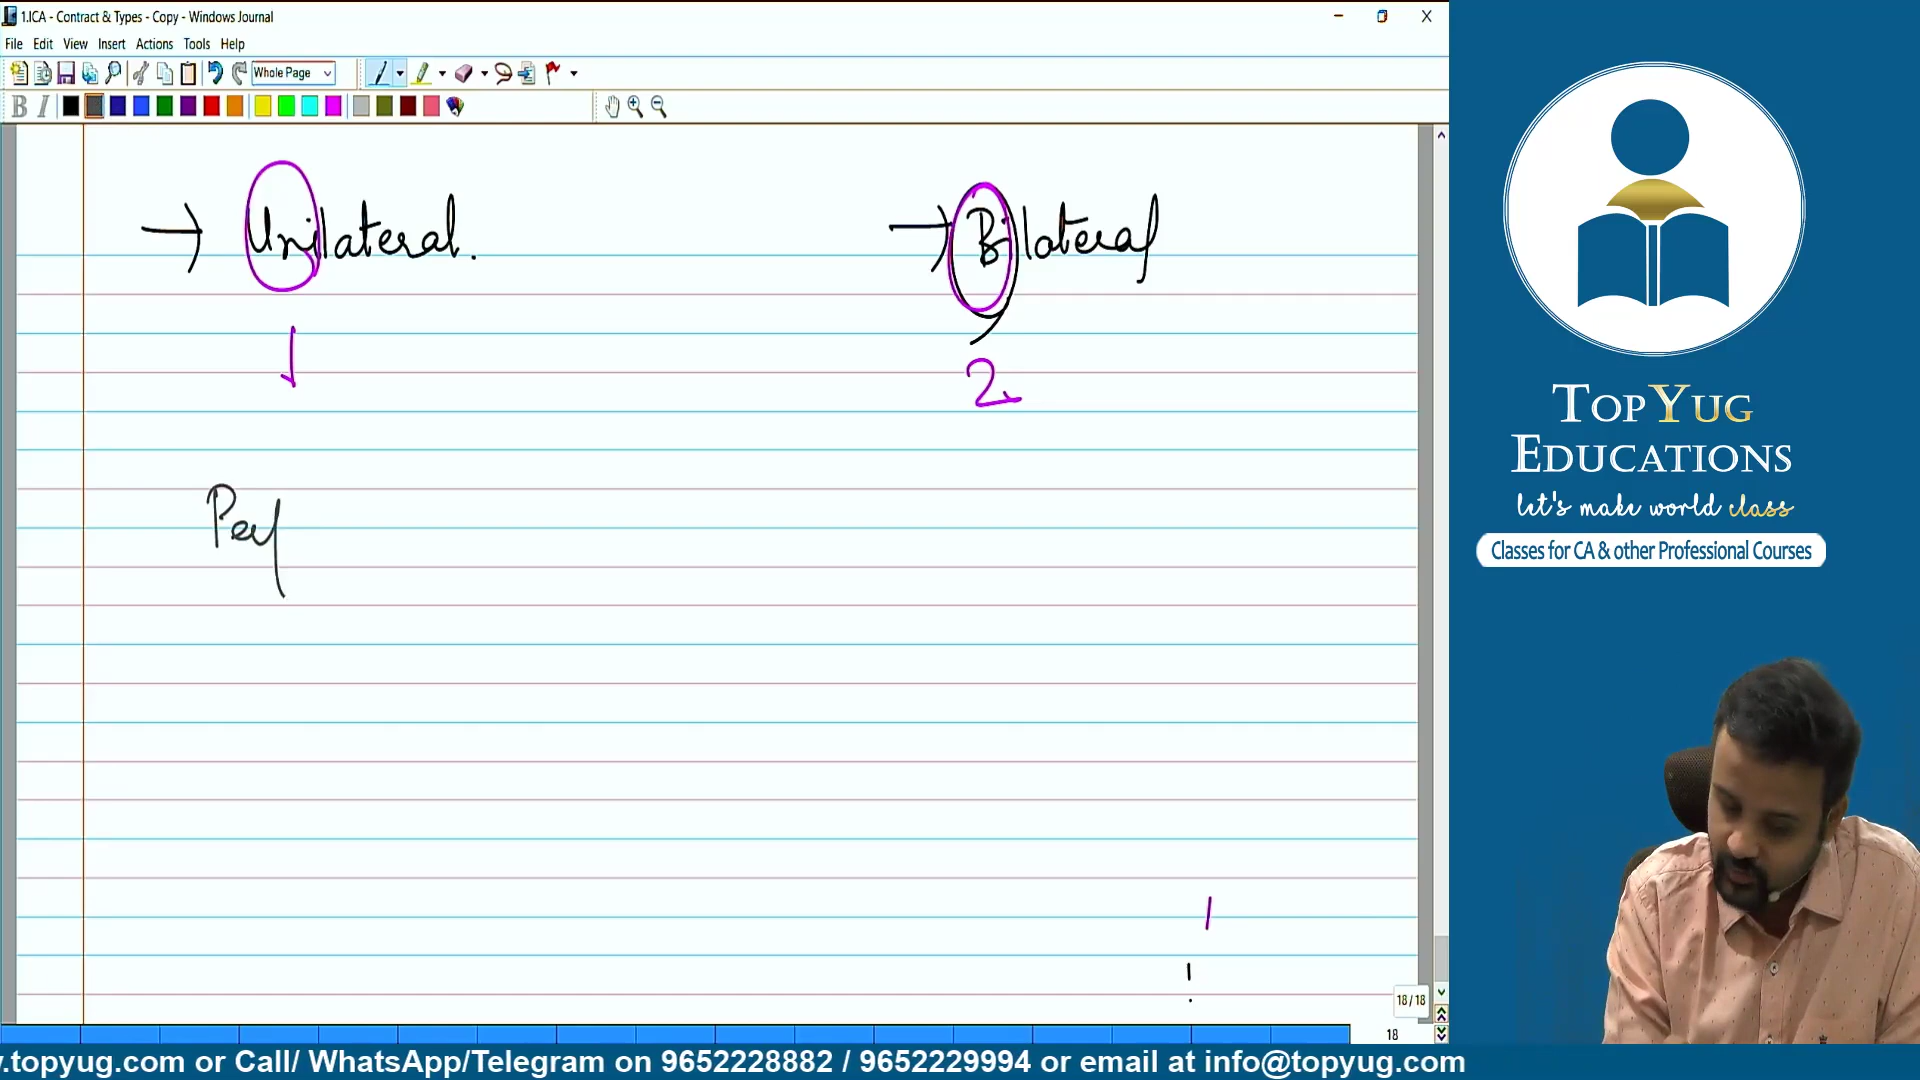 1.ICA - Contract & Types - Copy - Windows Journal
File Edit View Insert Actions Tools Help
Whole Page
B I
→ Unilateral.
→ Bilateral
1
2
Perf
18 / 18
18
TOPYUG
EDUCATIONS
let's make world class
Classes for CA & other Professional Courses
.topyug.com or Call/ WhatsApp/Telegram on 9652228882 / 9652229994 or email at info@topyug.com